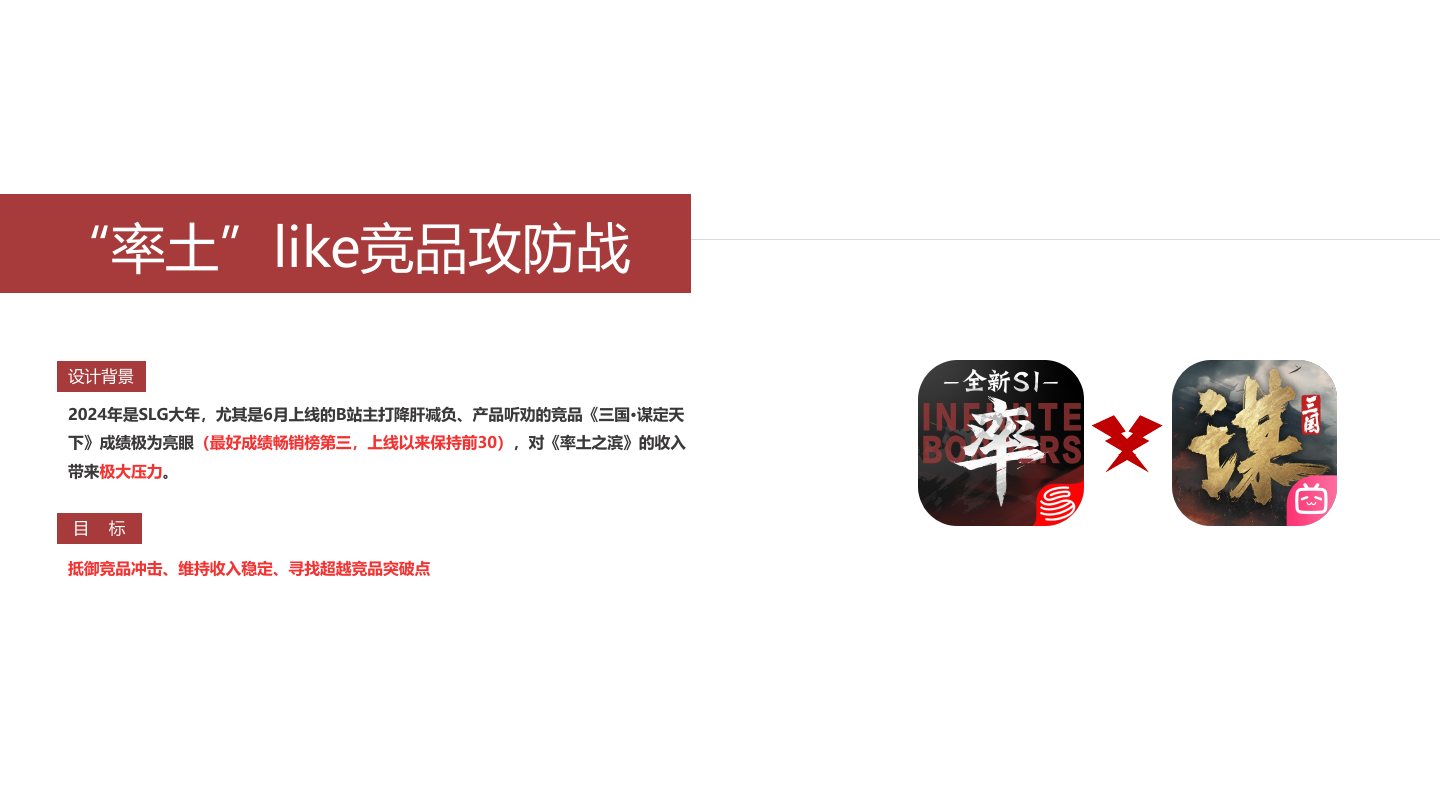 “率土”like竞品攻防战
设计背景
2024年是SLG大年，尤其是6月上线的B站主打降肝减负、产品听劝的竞品《三国·谋定天
下》成绩极为亮眼（最好成绩畅销榜第三，上线以来保持前30），对《率土之滨》的收入
带来极大压力。
目 标
抵御竞品冲击、维持收入稳定、寻找超越竞品突破点
全新S1
INFINITE
BORDERS
率
谋
三国